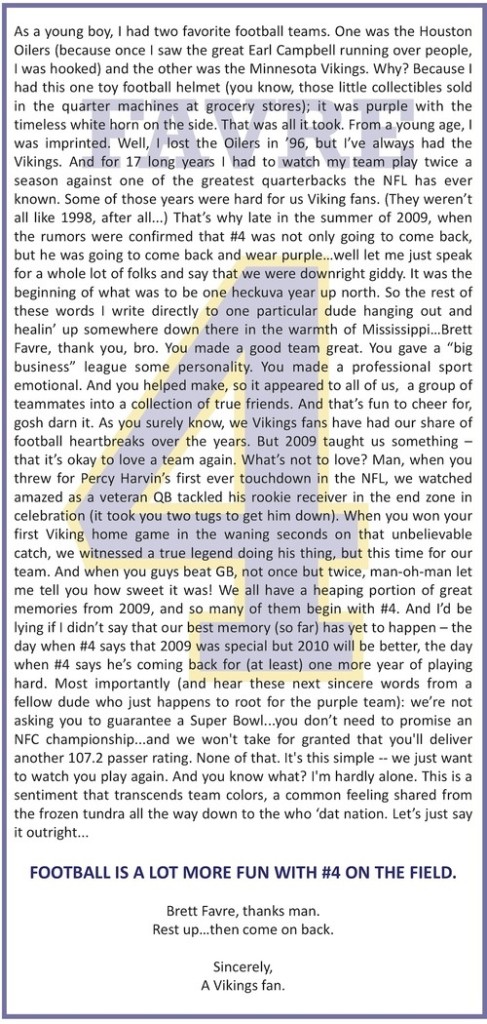 As a young boy, I had two favorite football teams. One was the Houston
Oilers (because once I saw the great Earl Campbell running over people,
I was hooked) and the other was the Minnesota Vikings. Why? Because I
had this one toy football helmet (you know, those little collectibles sold
in the quarter machines at grocery stores); it was purple with the
timeless white horn on the side. That was all it took. From a young age, I
FAVRE
was imprinted. Well, I lost the Oilers in '96, but I've always had the
Vikings. And for 17 long years I had to watch my team play twice a
season against one of the greatest quarterbacks the NFL has ever
known. Some of those years were hard for us Viking fans. (They weren't
all like 1998, after all...) That's why late in the summer of 2009, when
the rumors were confirmed that #4 was not only going to come back,
but he was going to come back and wear purple…well let me just speak
for a whole lot of folks and say that we were downright giddy. It was the
beginning of what was to be one heckuva year up north. So the rest of
these words I write directly to one particular dude hanging out and
healin' up somewhere down there in the warmth of Mississippi…Brett
Favre, thank you, bro. You made a good team great. You gave a "big
business" league some personality. You made a professional sport
emotional. And you helped make, so it appeared to all of us, a group of
teammates into a collection of true friends. And that's fun to cheer for,
gosh darn it. As you surely know, we Vikings fans have had our share of
football heartbreaks over the years. But 2009 taught us something –
4
that it's okay to love a team again. What's not to love? Man, when you
threw for Percy Harvin's first ever touchdown in the NFL, we watched
amazed as a veteran QB tackled his rookie receiver in the end zone in
celebration (it took you two tugs to get him down). When you won your
first Viking home game in the waning seconds on that unbelievable
catch, we witnessed a true legend doing his thing, but this time for our
team. And when you guys beat GB, not once but twice, man-oh-man let
me tell you how sweet it was! We all have a heaping portion of great
memories from 2009, and so many of them begin with #4. And I'd be
lying if I didn't say that our best memory (so far) has yet to happen – the
day when #4 says that 2009 was special but 2010 will be better, the day
when #4 says he's coming back for (at least) one more year of playing
hard. Most importantly (and hear these next sincere words from a
fellow dude who just happens to root for the purple team): we're not
asking you to guarantee a Super Bowl...you don't need to promise an
NFC championship...and we won't take for granted that you'll deliver
another 107.2 passer rating. None of that. It's this simple -- we just want
to watch you play again. And you know what? I'm hardly alone. This is a
sentiment that transcends team colors, a common feeling shared from
the frozen tundra all the way down to the who 'dat nation. Let's just say
it outright...
FOOTBALL IS A LOT MORE FUN WITH #4 ON THE FIELD.
Brett Favre, thanks man.
Rest up…then come on back.
Sincerely,
A Vikings fan.